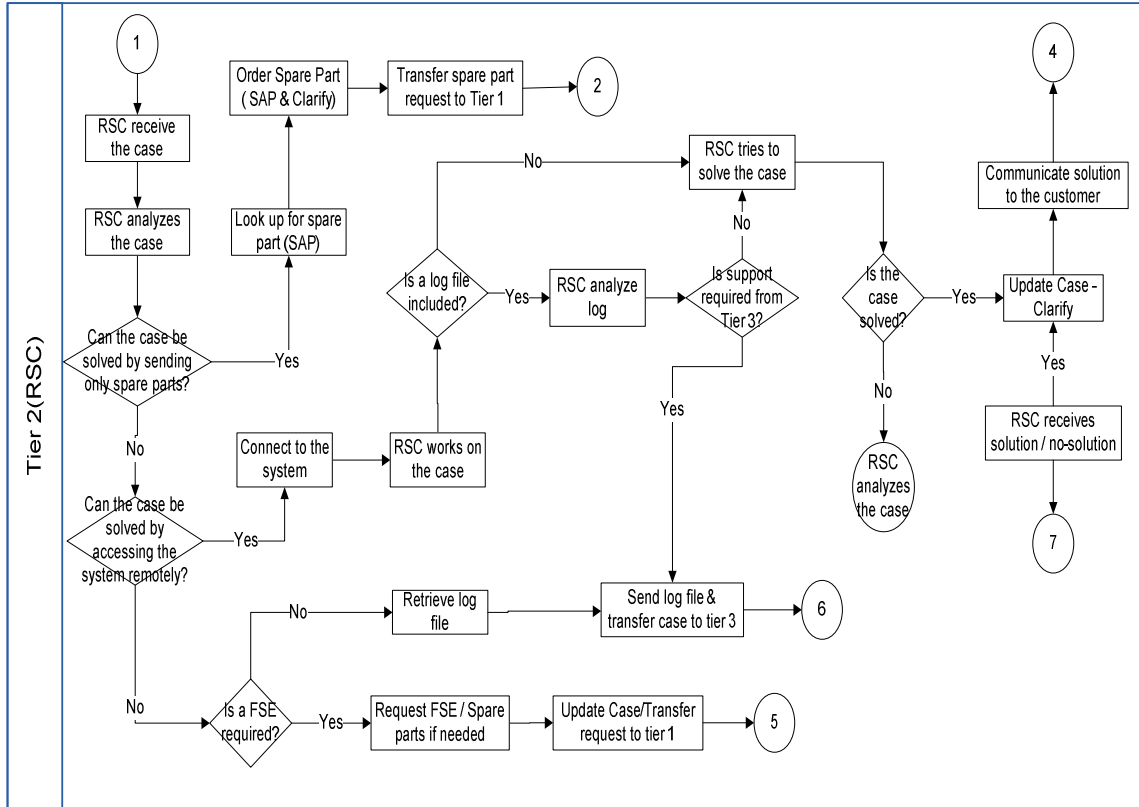 Tier 2(RSC)
1
RSC receive
the case
RSC analyzes
the case
Can the case be
solved by sending
only spare parts?
Yes
Look up for spare
part (SAP)
Order Spare Part
( SAP & Clarify)
Transfer spare part
request to Tier 1
2
No
Can the case be
solved by
accessing the
system remotely?
Yes
Connect to the
system
RSC works on
the case
Is a log file
included?
No
Yes
RSC analyze
log
Is support
required from
Tier 3?
No
RSC tries to
solve the case
Yes
Is the
case
solved?
Yes
No
RSC
analyzes
the case
Update Case –
Clarify
Communicate solution
to the customer
4
Yes
RSC receives
solution / no-solution
7
No
Is a FSE
required?
No
Retrieve log
file
Send log file &
transfer case to tier 3
6
Yes
Request FSE / Spare
parts if needed
Update Case/Transfer
request to tier 1
5